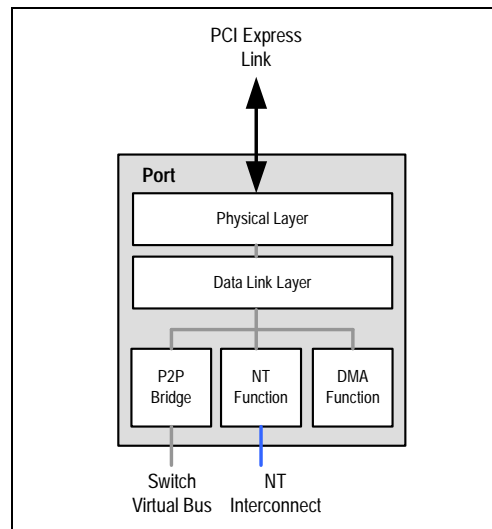 PCI Express
Link
Port
Physical Layer
Data Link Layer
P2P
Bridge
NT
Function
DMA
Function
Switch
Virtual Bus
NT
Interconnect